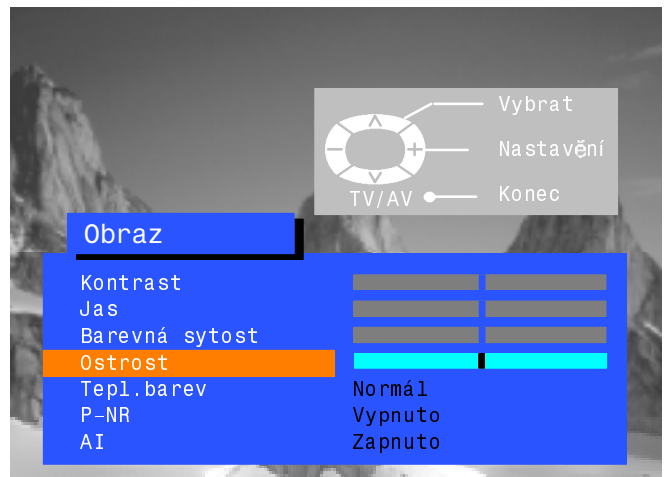 Vybrat
Nastavění
TV/AV Konec
Obraz
Kontrast
Jas
Barevná sytost
Ostrost
Tepl.barev Normál
P-NR Vypnuto
AI Zapnuto